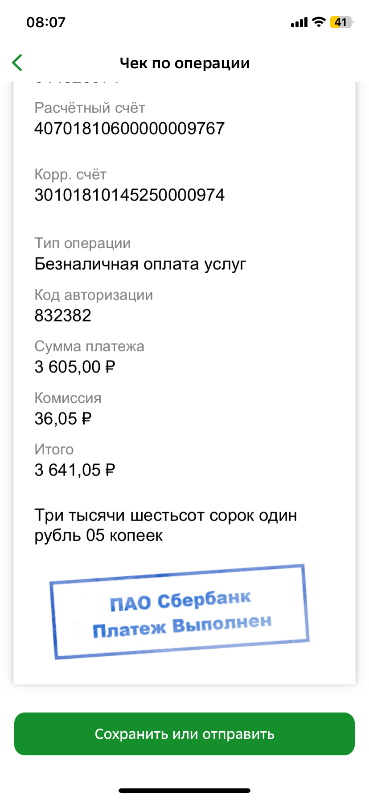 08:07
41
Чек по операции
Расчётный счёт
40701810600000009767
Корр. счёт
30101810145250000974
Тип операции
Безналичная оплата услуг
Код авторизации
832382
Сумма платежа
3 605,00 ₽
Комиссия
36,05 ₽
Итого
3 641,05 ₽
Три тысячи шестьсот сорок один
рубль 05 копеек
ПАО Сбербанк
Платеж Выполнен
Сохранить или отправить